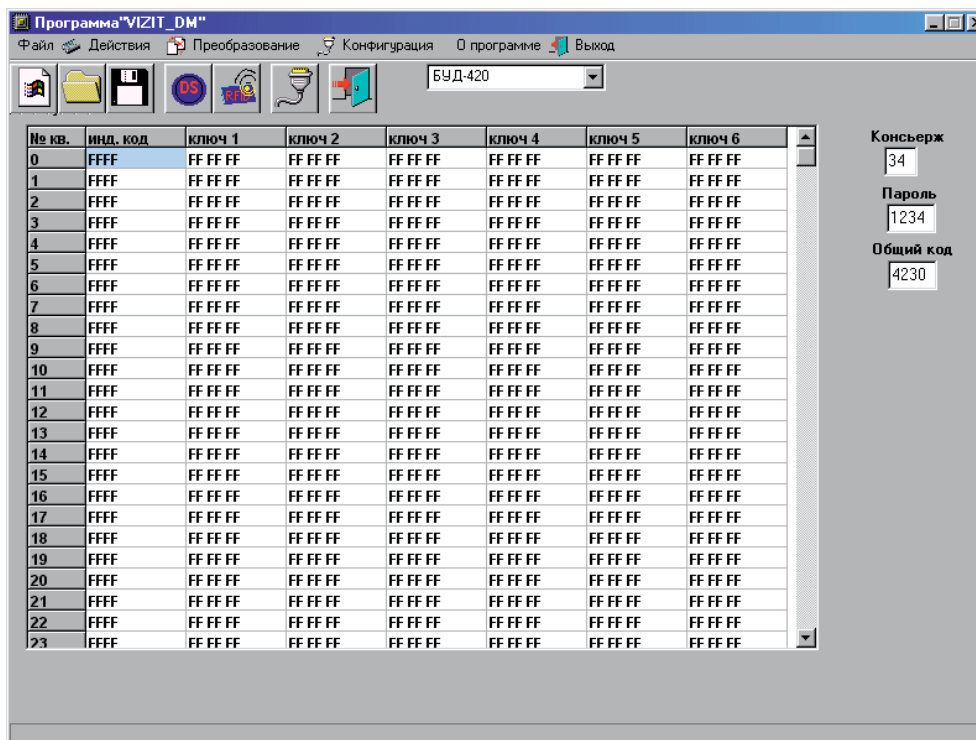 Программа"VIZIT_DM"
Файл Действия Преобразование Конфигурация О программе Выход
DS RFID БУД-420
№ кв. инд. код ключ 1 ключ 2 ключ 3 ключ 4 ключ 5 ключ 6
0 FFFF FF FF FF FF FF FF FF FF FF FF FF FF FF FF FF FF FF FF
1 FFFF FF FF FF FF FF FF FF FF FF FF FF FF FF FF FF FF FF FF
2 FFFF FF FF FF FF FF FF FF FF FF FF FF FF FF FF FF FF FF FF
3 FFFF FF FF FF FF FF FF FF FF FF FF FF FF FF FF FF FF FF FF
4 FFFF FF FF FF FF FF FF FF FF FF FF FF FF FF FF FF FF FF FF
5 FFFF FF FF FF FF FF FF FF FF FF FF FF FF FF FF FF FF FF FF
6 FFFF FF FF FF FF FF FF FF FF FF FF FF FF FF FF FF FF FF FF
7 FFFF FF FF FF FF FF FF FF FF FF FF FF FF FF FF FF FF FF FF
8 FFFF FF FF FF FF FF FF FF FF FF FF FF FF FF FF FF FF FF FF
9 FFFF FF FF FF FF FF FF FF FF FF FF FF FF FF FF FF FF FF FF
10 FFFF FF FF FF FF FF FF FF FF FF FF FF FF FF FF FF FF FF FF
11 FFFF FF FF FF FF FF FF FF FF FF FF FF FF FF FF FF FF FF FF
12 FFFF FF FF FF FF FF FF FF FF FF FF FF FF FF FF FF FF FF FF
13 FFFF FF FF FF FF FF FF FF FF FF FF FF FF FF FF FF FF FF FF
14 FFFF FF FF FF FF FF FF FF FF FF FF FF FF FF FF FF FF FF FF
15 FFFF FF FF FF FF FF FF FF FF FF FF FF FF FF FF FF FF FF FF
16 FFFF FF FF FF FF FF FF FF FF FF FF FF FF FF FF FF FF FF FF
17 FFFF FF FF FF FF FF FF FF FF FF FF FF FF FF FF FF FF FF FF
18 FFFF FF FF FF FF FF FF FF FF FF FF FF FF FF FF FF FF FF FF
19 FFFF FF FF FF FF FF FF FF FF FF FF FF FF FF FF FF FF FF FF
20 FFFF FF FF FF FF FF FF FF FF FF FF FF FF FF FF FF FF FF FF
21 FFFF FF FF FF FF FF FF FF FF FF FF FF FF FF FF FF FF FF FF
22 FFFF FF FF FF FF FF FF FF FF FF FF FF FF FF FF FF FF FF FF
23 FFFF FF FF FF FF FF FF FF FF FF FF FF FF FF FF FF FF FF FF
Консьерж
34
Пароль
1234
Общий код
4230